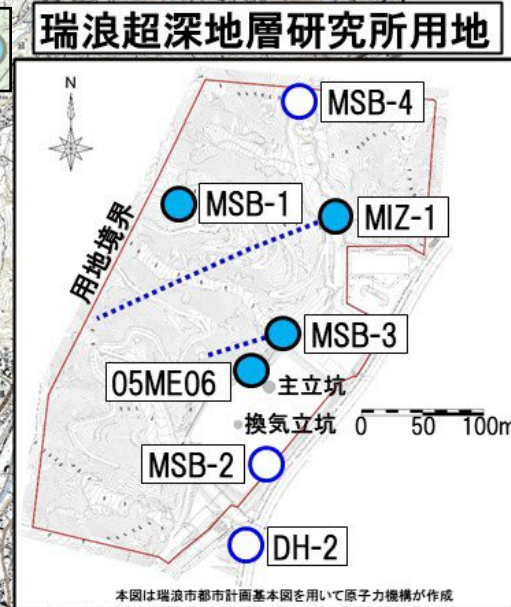 瑞浪超深地層研究所用地
N
MSB-4
MSB-1
MIZ-1
用地境界
MSB-3
05ME06
主立坑
換気立坑
0 50 100m
MSB-2
DH-2
本図は瑞浪市都市計画基本図を用いて原子力機構が作成